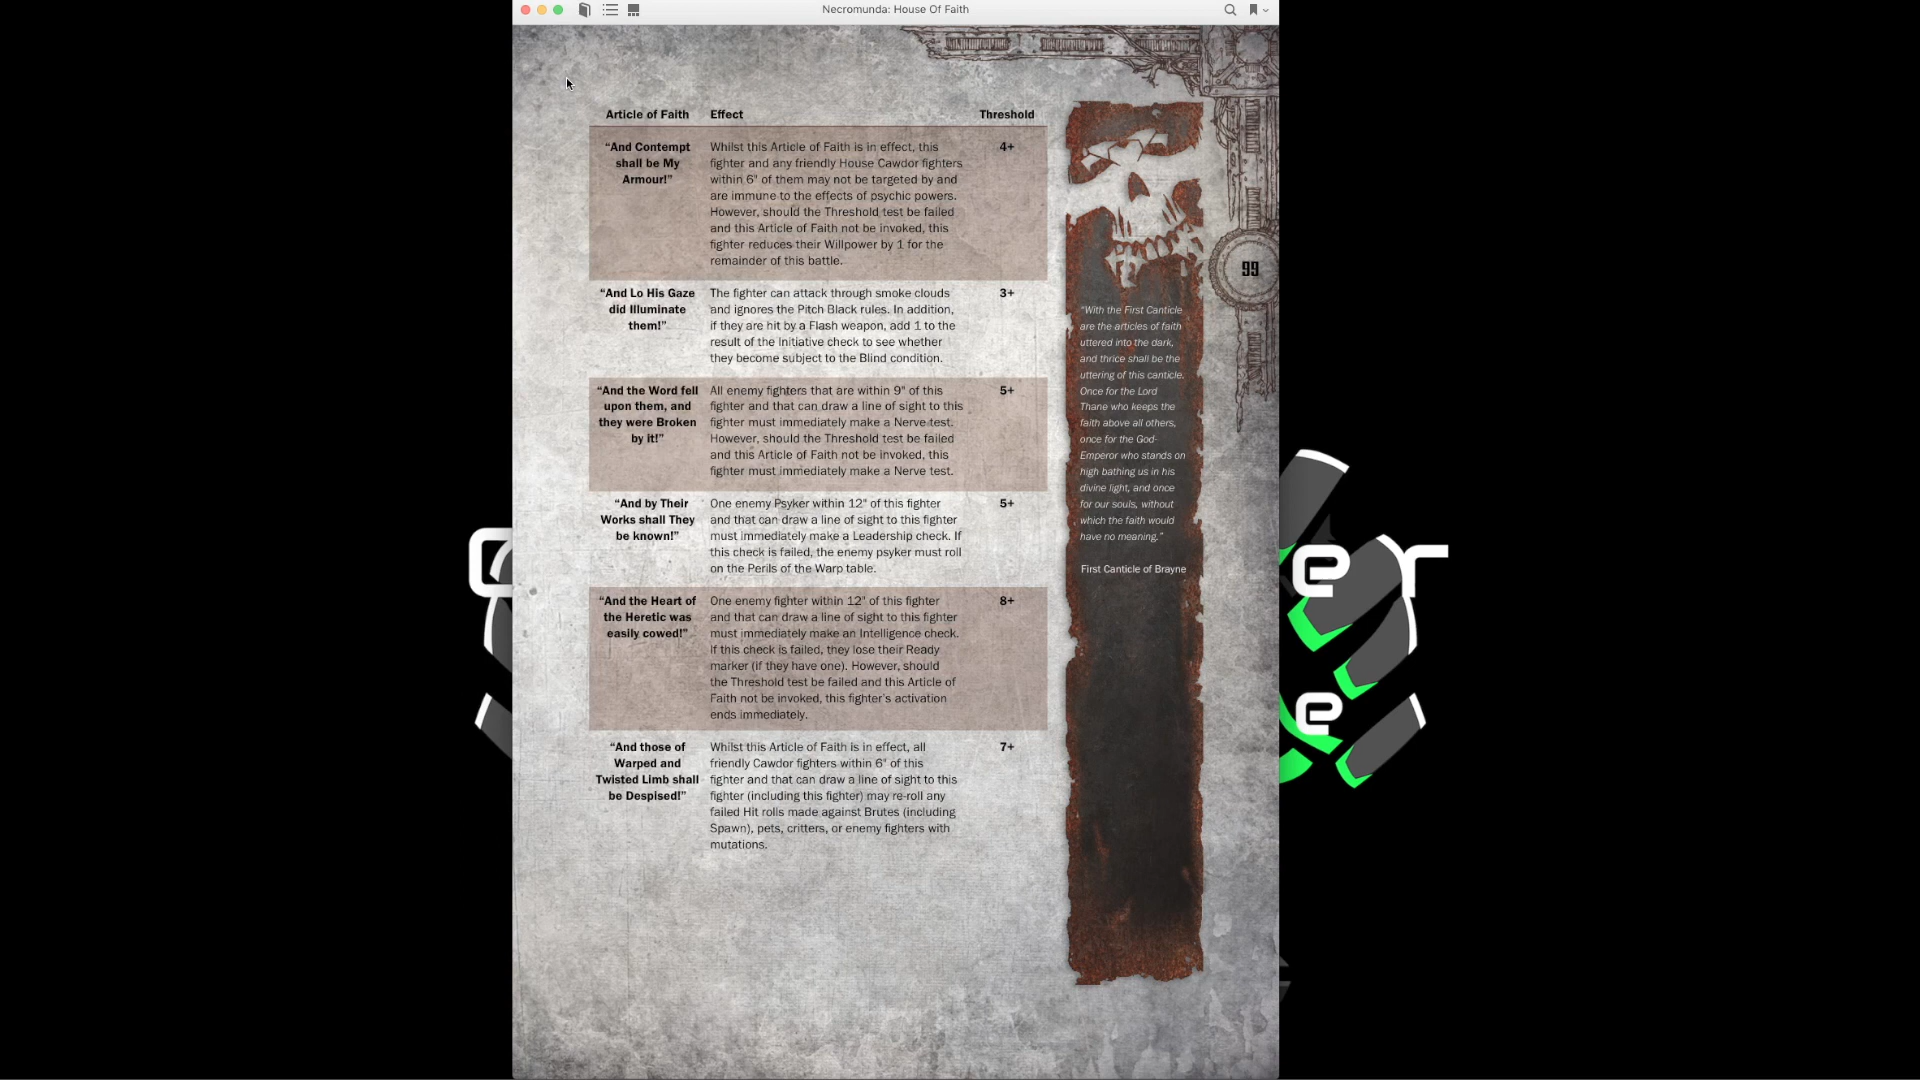 Necromunda: House Of Faith
Article of Faith Effect Threshold
“And Contempt shall be My Armour!”
Whilst this Article of Faith is in effect, this
fighter and any friendly House Cawdor fighters
within 6" of them may not be targeted by and
are immune to the effects of psychic powers.
However, should the Threshold test be failed
and this Article of Faith not be invoked, this
fighter reduces their Willpower by 1 for the
remainder of this battle.
4+
“And Lo His Gaze
did Illuminate
them!”
The fighter can attack through smoke clouds
and ignores the Pitch Black rules. In addition,
if they are hit by a Flash weapon, add 1 to the
result of the Initiative check to see whether
they become subject to the Blind condition.
3+
“And the Word fell
upon them, and
they were Broken
by it!”
All enemy fighters that are within 9" of this
fighter and that can draw a line of sight to this
fighter must immediately make a Nerve test.
However, should the Threshold test be failed
and this Article of Faith not be invoked, this
fighter must immediately make a Nerve test.
5+
“And by Their
Works shall They
be known!”
One enemy Psyker within 12" of this fighter
and that can draw a line of sight to this fighter
must immediately make a Leadership check. If
this check is failed, the enemy psyker must roll
on the Perils of the Warp table.
5+
“And the Heart of
the Heretic was
easily cowed!”
One enemy fighter within 12" of this fighter
and that can draw a line of sight to this fighter
must immediately make an Intelligence check.
If this check is failed, they lose their Ready
marker (if they have one). However, should
the Threshold test be failed and this Article of
Faith not be invoked, this fighter's activation
ends immediately.
8+
“And those of
Warped and
Twisted Limb shall
be Despised!”
Whilst this Article of Faith is in effect, all
friendly Cawdor fighters within 6" of this
fighter and that can draw a line of sight to this
fighter (including this fighter) may re-roll any
failed Hit rolls made against Brutes (including
Spawn), pets, critters, or enemy fighters with
mutations.
7+
99
“With the First Canticle
are the articles of faith
uttered into the dark,
and thrice shall be the
uttering of this canticle.
Once for the Lord
Thane who keeps the
faith above all others,
once for the God-
Emperor who stands on
high bathing us in his
divine light, and once
for our souls, without
which the faith would
have no meaning.”
First Canticle of Brayne
er
e